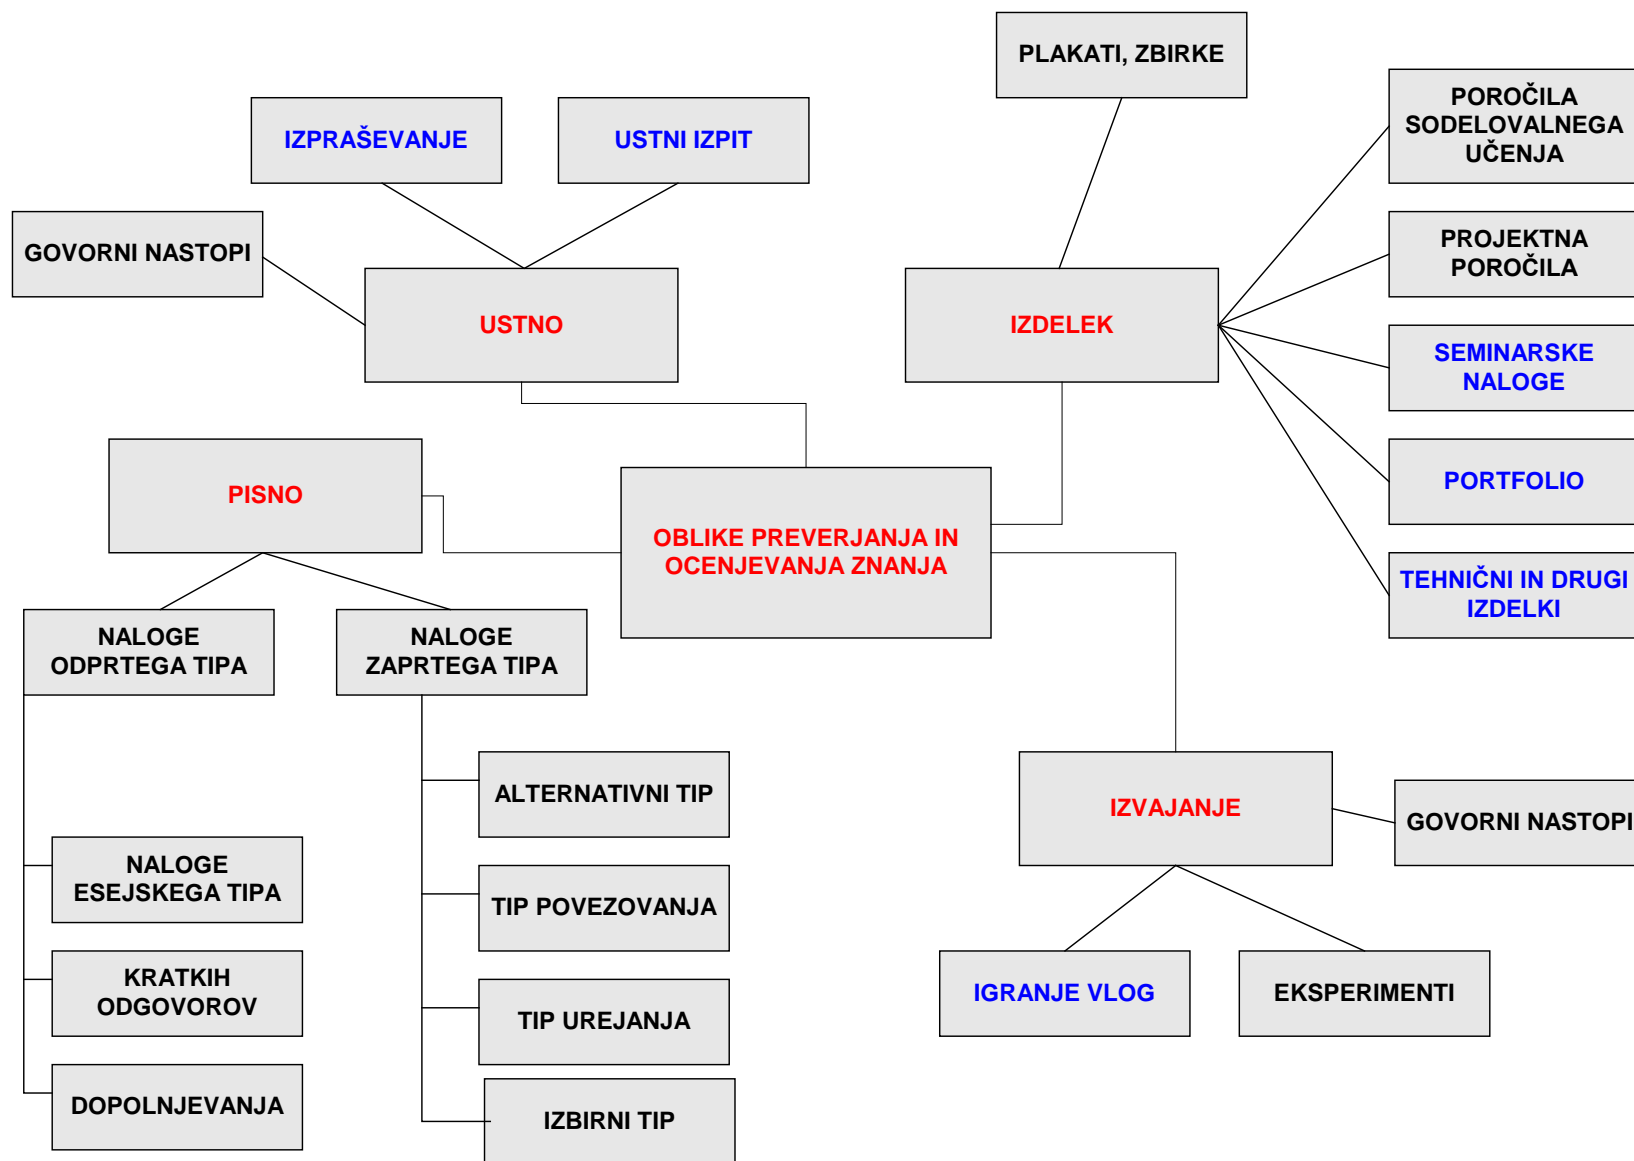 PLAKATI, ZBIRKE
POROČILA
SODELOVALNEGA
UČENJA
IZPRAŠEVANJE
USTNI IZPIT
GOVORNI NASTOPI
PROJEKTNA
POROČILA
USTNO
IZDELEK
SEMINARSKE
NALOGE
PISNO
PORTFOLIO
OBLIKE PREVERJANJA IN
OCENJEVANJA ZNANJA
TEHNIČNI IN DRUGI
IZDELKI
NALOGE
ODPRTEGA TIPA
NALOGE
ZAPRTEGA TIPA
ALTERNATIVNI TIP
IZVAJANJE
GOVORNI NASTOPI
NALOGE
ESEJSKEGA TIPA
TIP POVEZOVANJA
KRATKIH
ODGOVOROV
IGRANJE VLOG
EKSPERIMENTI
TIP UREJANJA
DOPOLNJEVANJA
IZBIRNI TIP